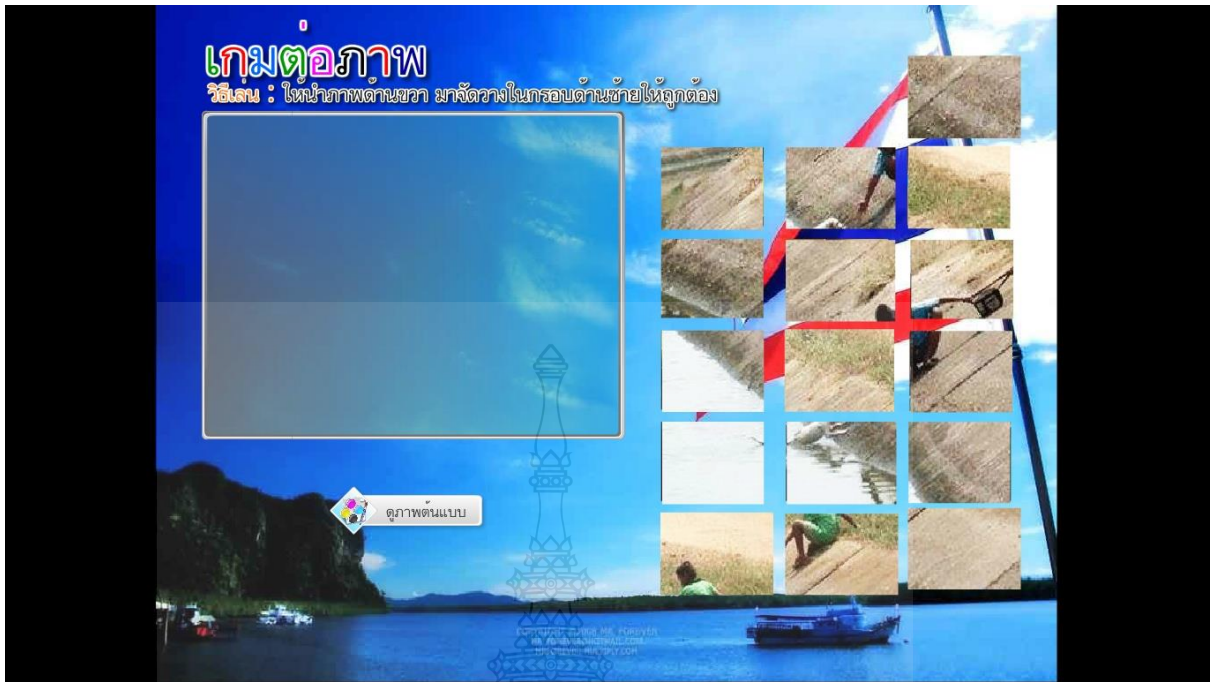 เกมต่อภาพ
วิธีเล่น : ให้นำภาพด้านขวา มาจัดวางในกรอบด้านซ้ายให้ถูกต้อง
ดูภาพต้นแบบ